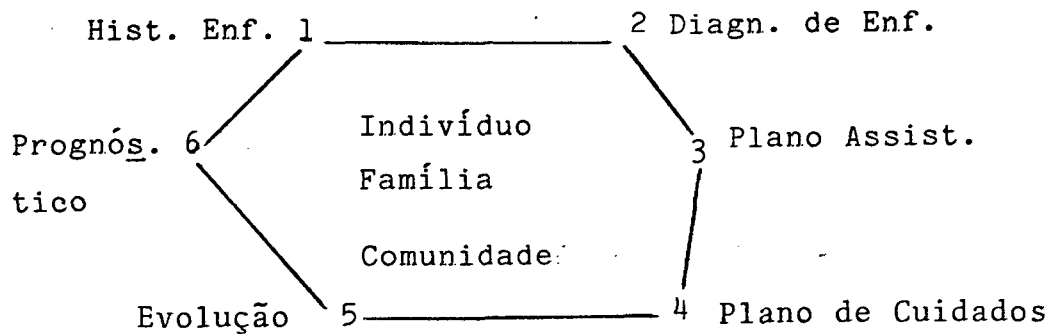 Hist. Enf. 1
2 Diagn. de Enf.
Prognós. 6
tico
Indivíduo
Família
Comunidade
3 Plano Assist.
Evolução 5
4 Plano de Cuidados